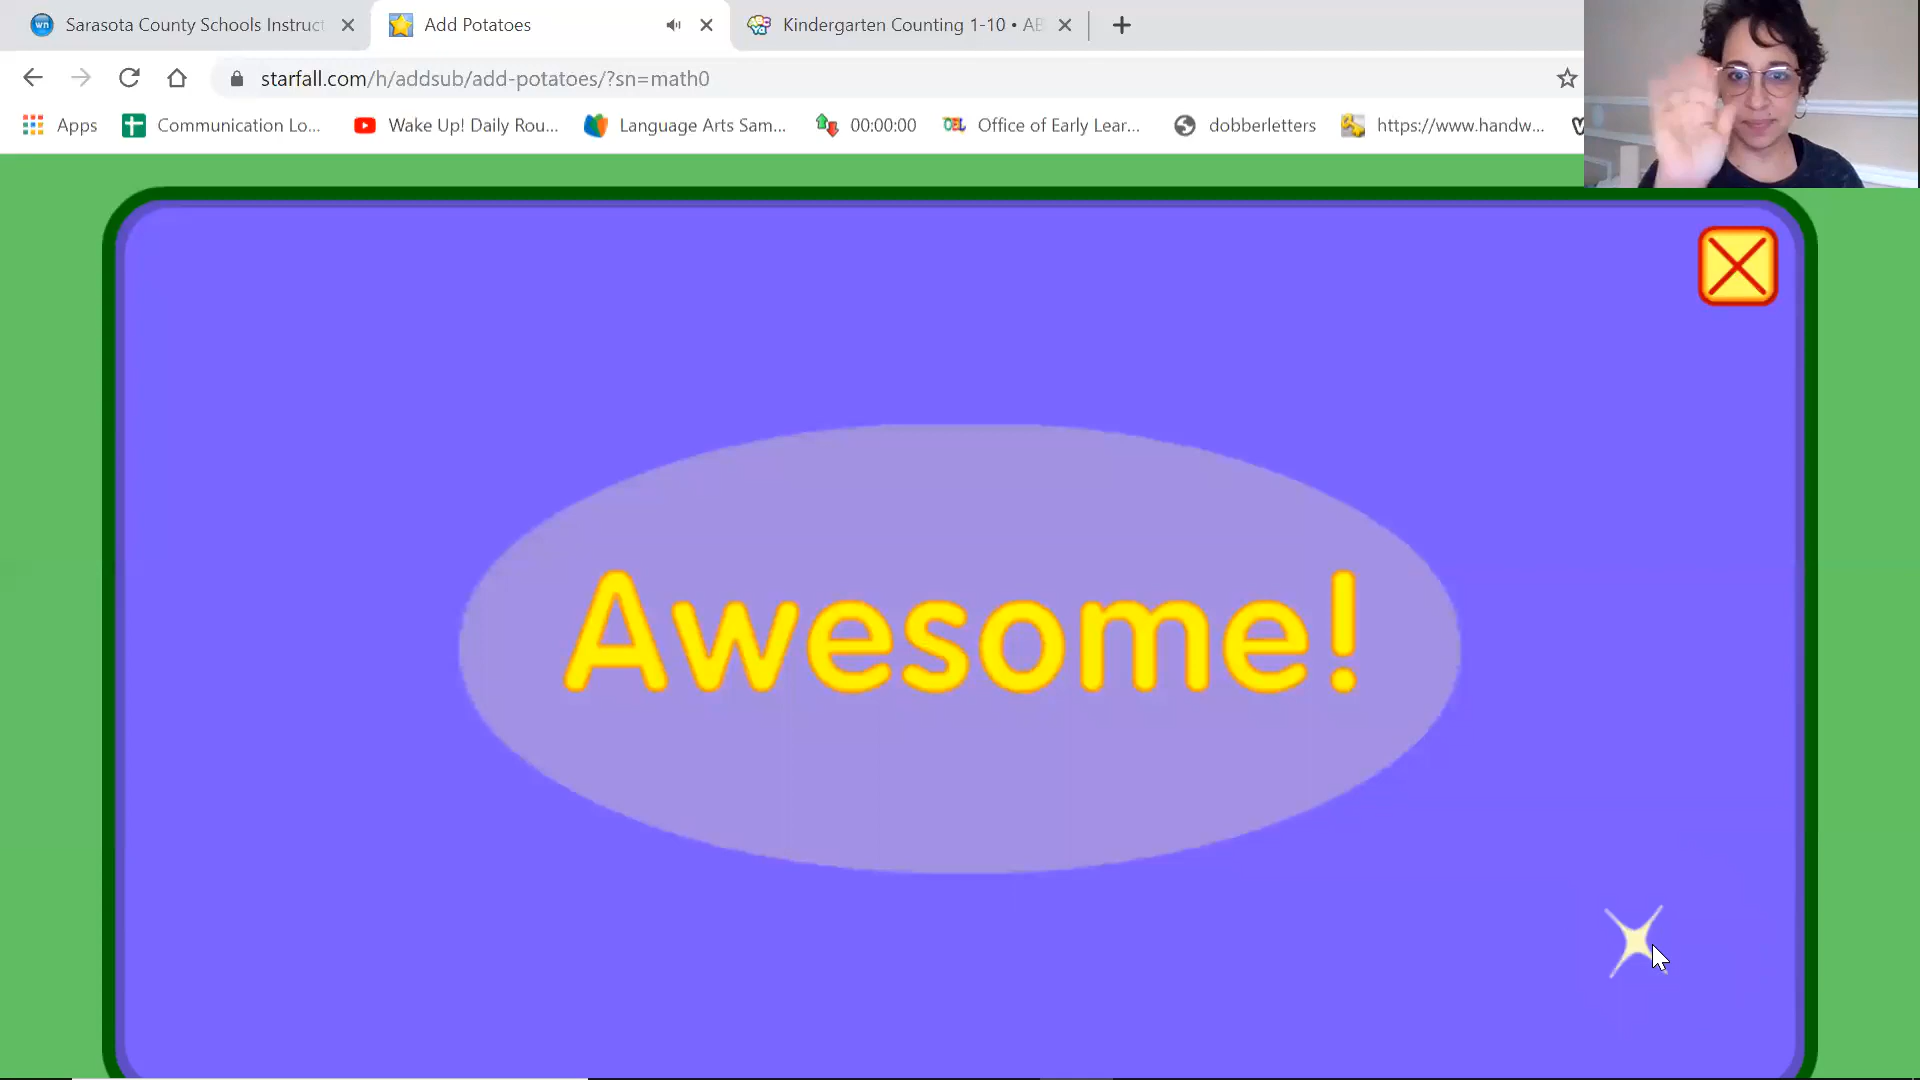 Sarasota County Schools Instruct
Add Potatoes
Kindergarten Counting 1-10 • AB
starfall.com/h/addsub/add-potatoes/?sn=math0
Apps
Communication Lo...
Wake Up! Daily Rou...
Language Arts Sam...
00:00:00
OEL
Office of Early Lear...
dobberletters
https://www.handw...
Awesome!